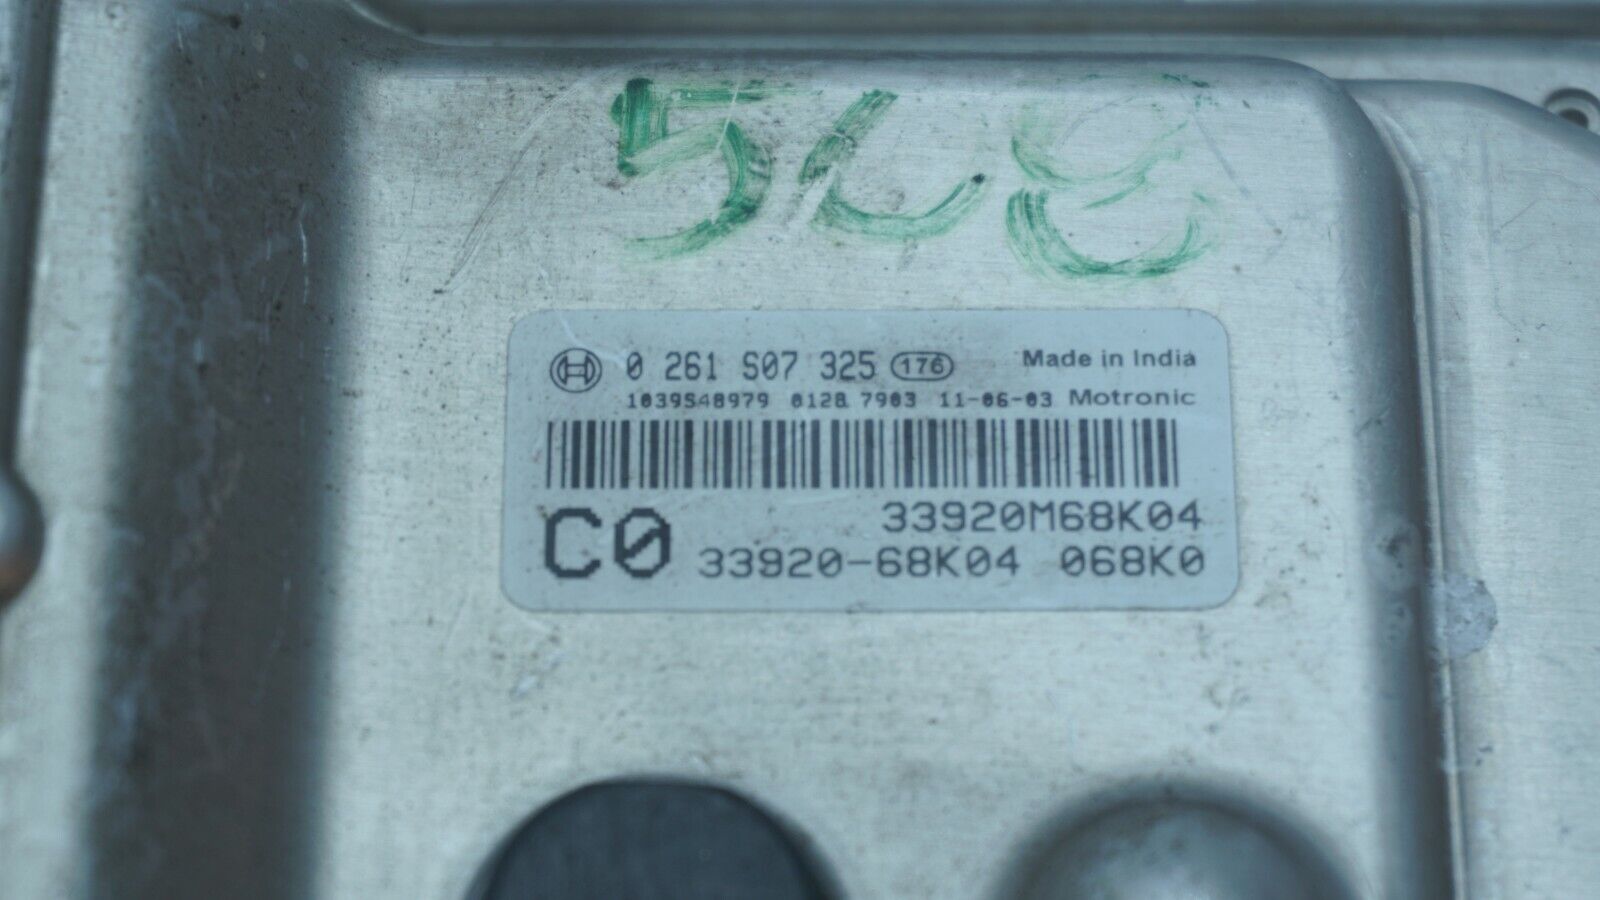 508
0 261 S07 325 176 Made in India
1039S48979 0128 7903 11-06-03 Motronic
33920M68K04
C0 33920-68K04 068K0